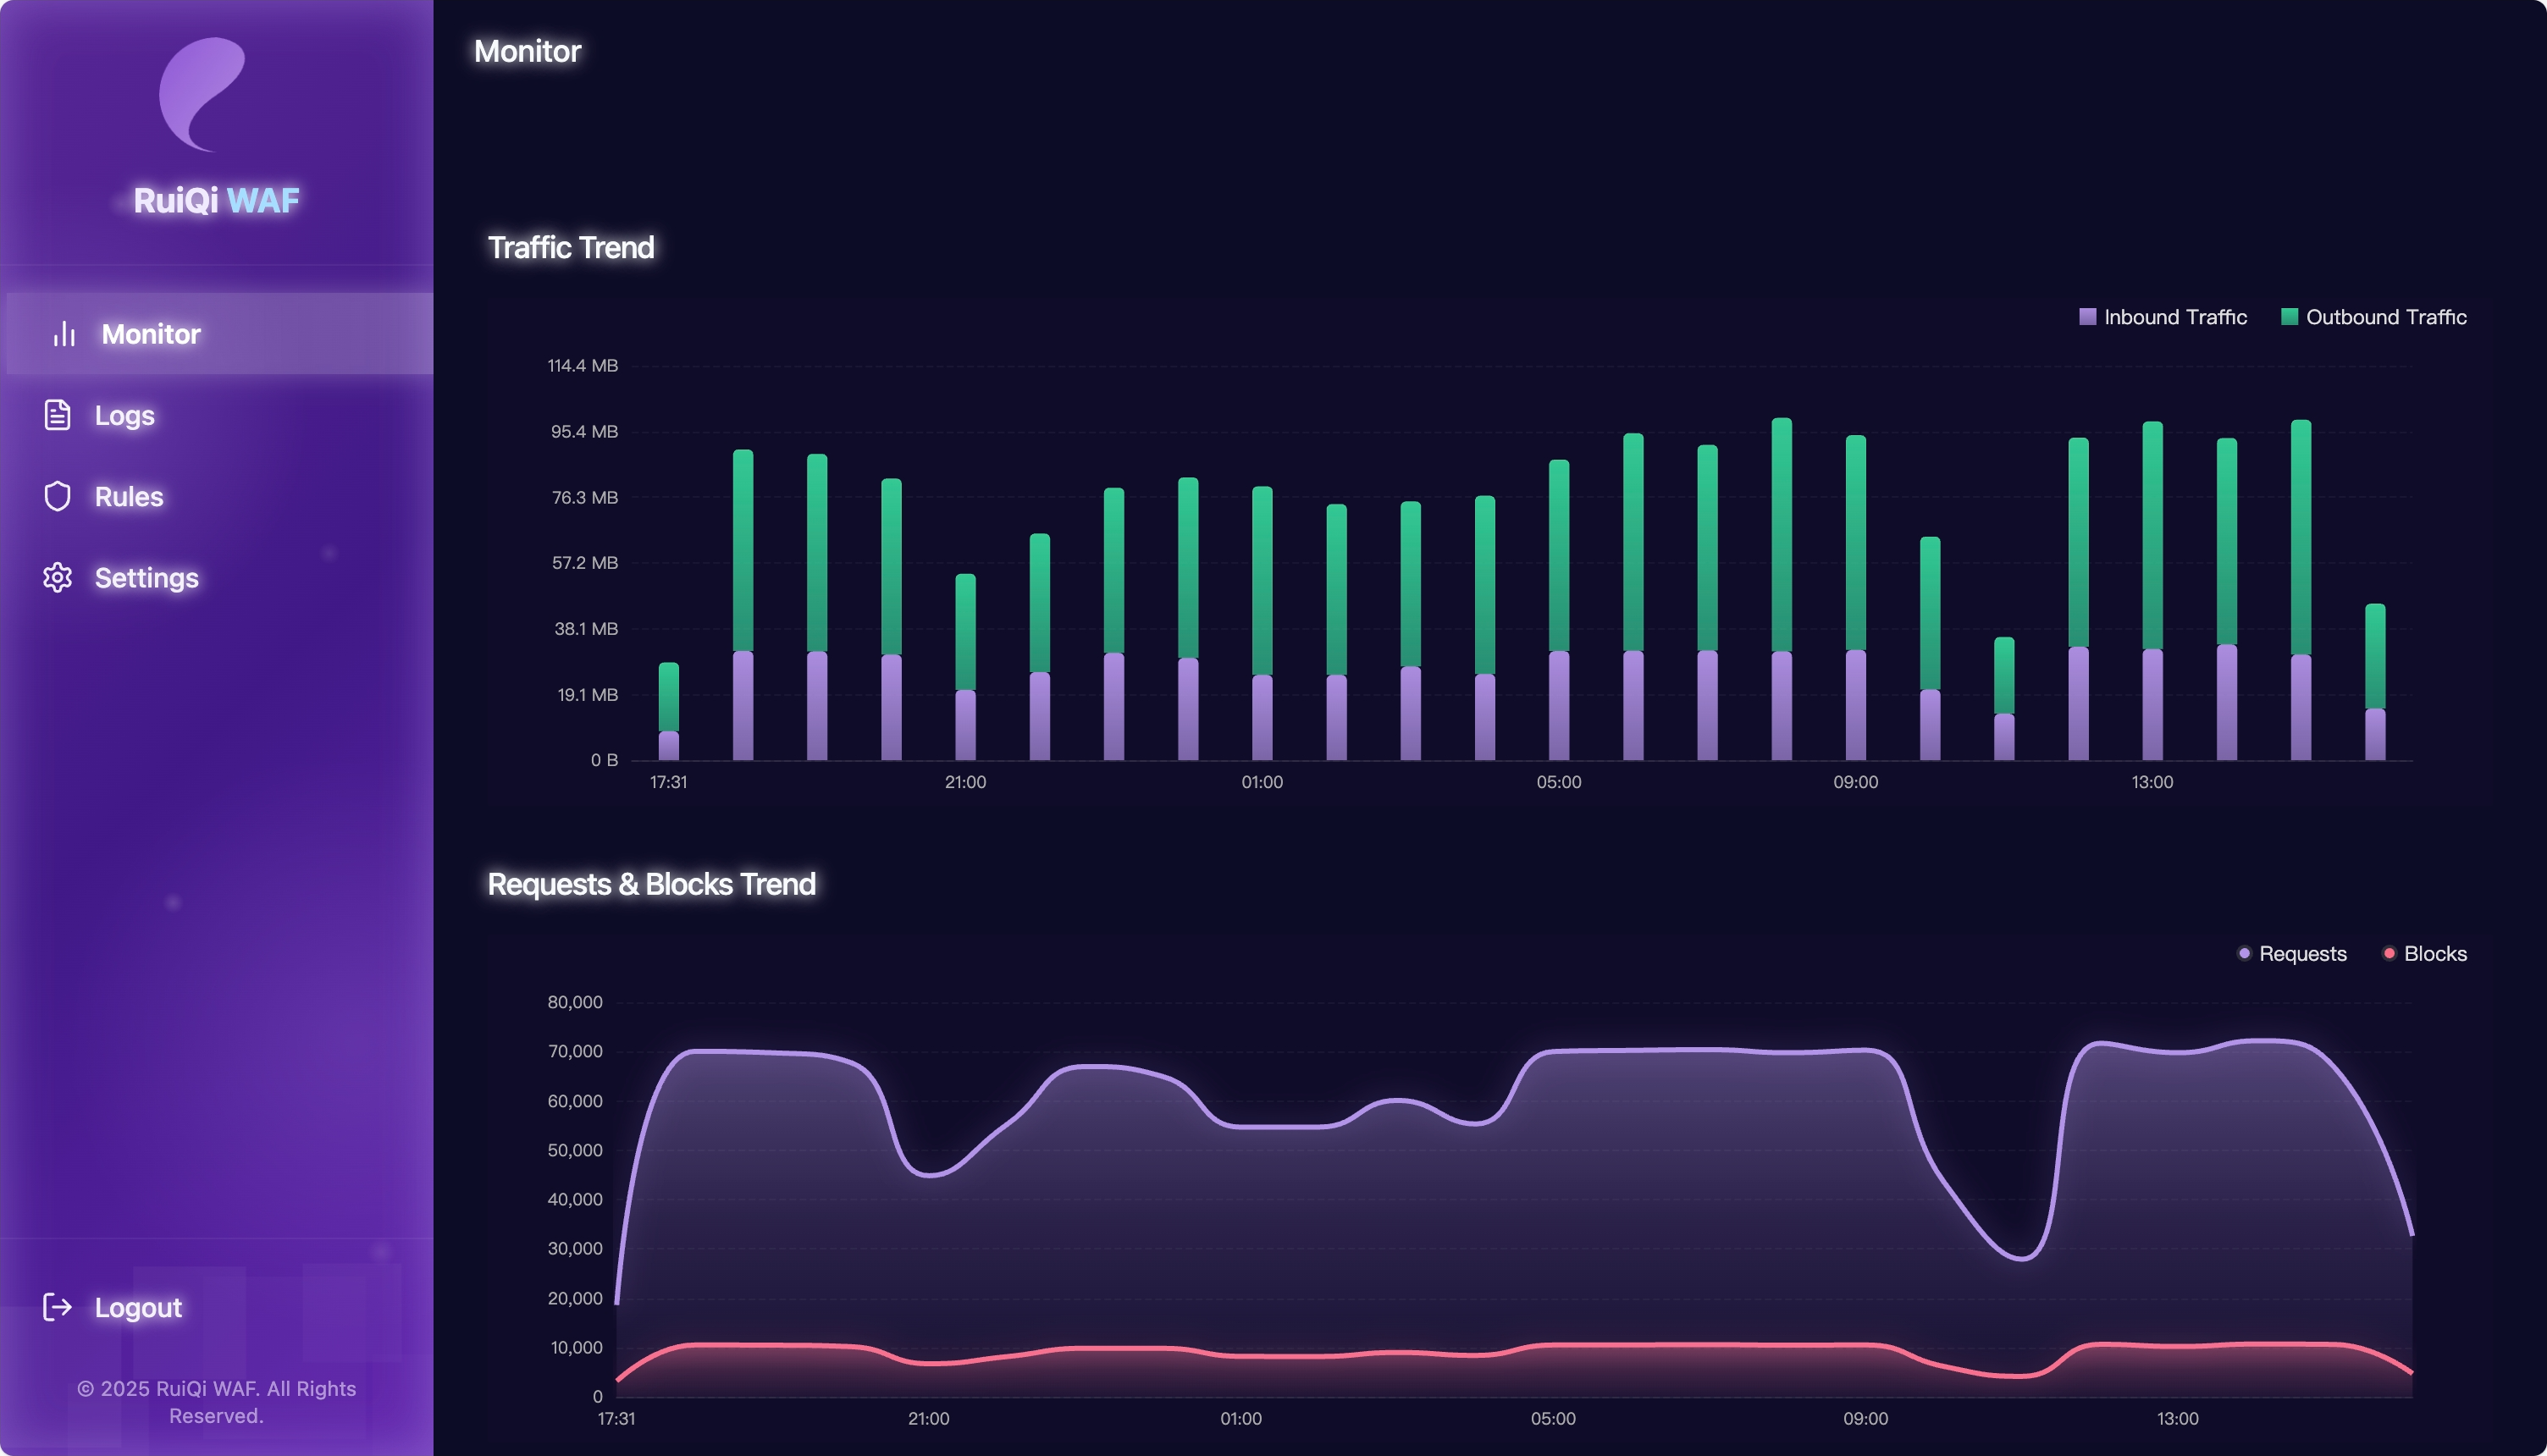 RuiQi WAF
Monitor
Logs
Rules
Settings
Logout
© 2025 RuiQi WAF. All Rights
Reserved.
Monitor
Traffic Trend
Inbound Traffic
Outbound Traffic
114.4 MB
95.4 MB
76.3 MB
57.2 MB
38.1 MB
19.1 MB
0 B
17:31
21:00
01:00
05:00
09:00
13:00
Requests & Blocks Trend
Requests
Blocks
80,000
70,000
60,000
50,000
40,000
30,000
20,000
10,000
0
17:31
21:00
01:00
05:00
09:00
13:00